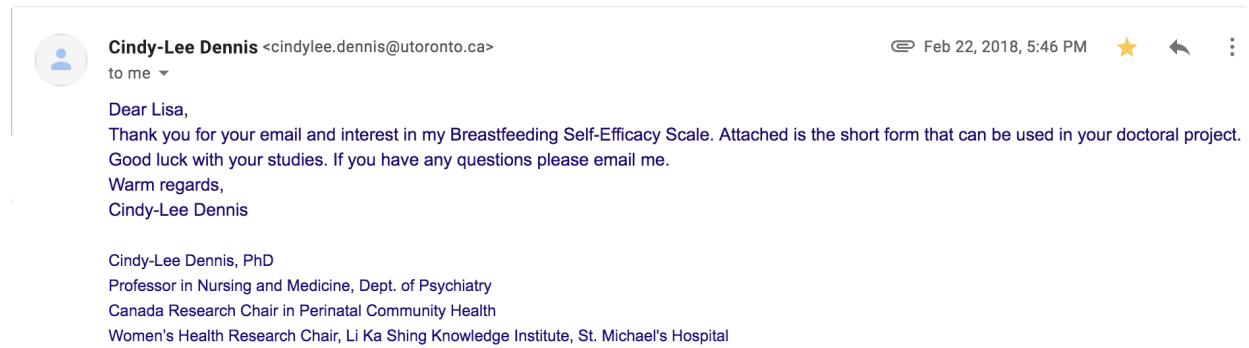 Cindy-Lee Dennis <cindylee.dennis@utoronto.ca> Feb 22, 2018, 5:46 PM
to me
Dear Lisa,
Thank you for your email and interest in my Breastfeeding Self-Efficacy Scale. Attached is the short form that can be used in your doctoral project.
Good luck with your studies. If you have any questions please email me.
Warm regards,
Cindy-Lee Dennis
Cindy-Lee Dennis, PhD
Professor in Nursing and Medicine, Dept. of Psychiatry
Canada Research Chair in Perinatal Community Health
Women's Health Research Chair, Li Ka Shing Knowledge Institute, St. Michael's Hospital